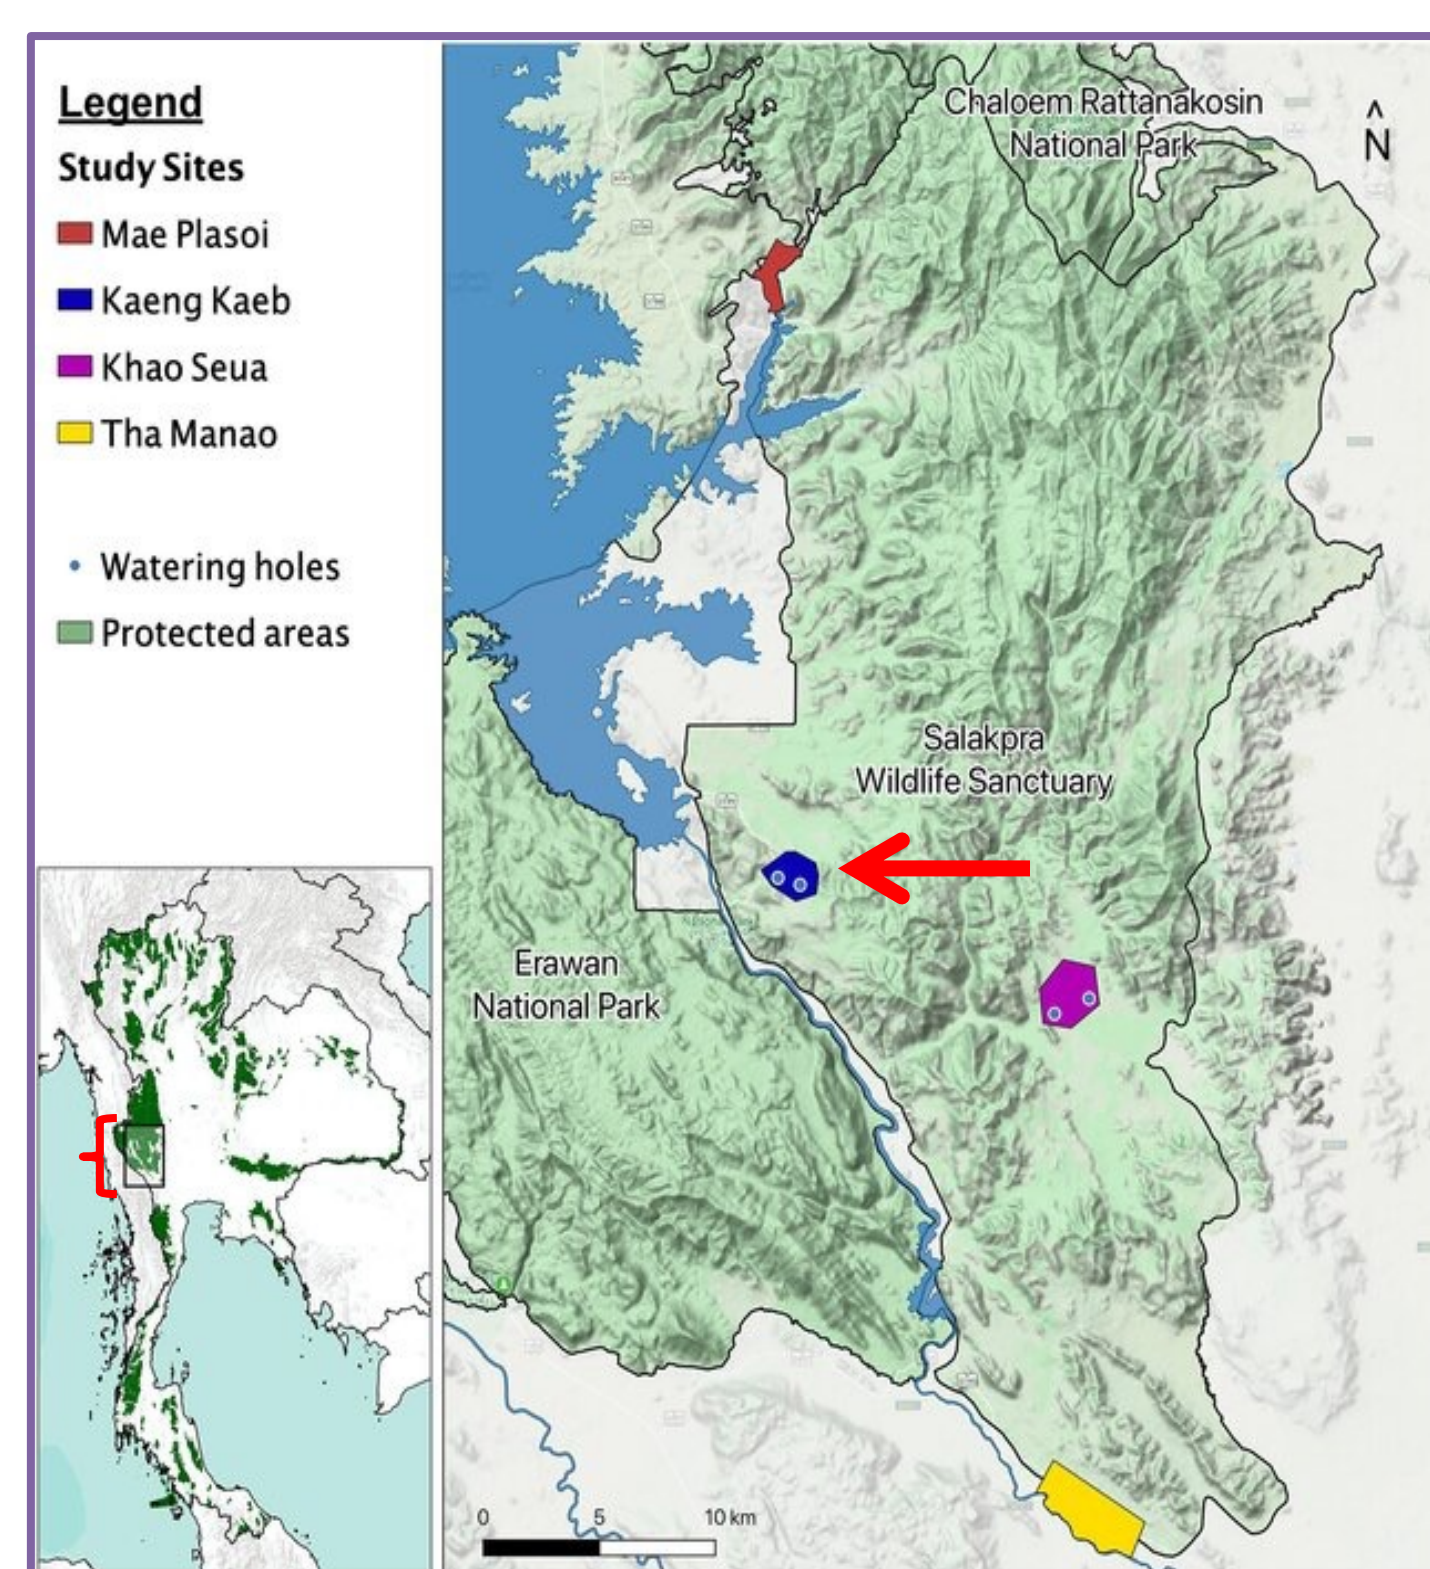 Legend
Study Sites
Mae Plasoi
Kaeng Kaeb
Khao Seua
Tha Manao
Watering holes
Protected areas
Chaloem Rattanakosin
National Park
^
N
Salakpra
Wildlife Sanctuary
Erawan
National Park
0 5 10 km